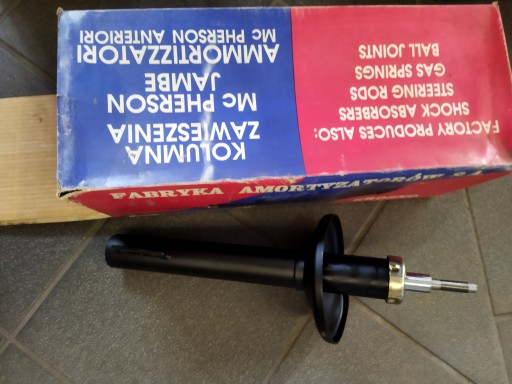 KOLUMNA
ZAWIESZENIA
Mc PHERSON
JAMBE
AMMORTIZZATORI
Mc PHERSON ANTERIORI
FACTORY PRODUCES ALSO:
SHOCK ABSORBERS
STEERING RODS
GAS SPRINGS
BALL JOINTS
FABRYKA AMORTYZATORÓW S.A.